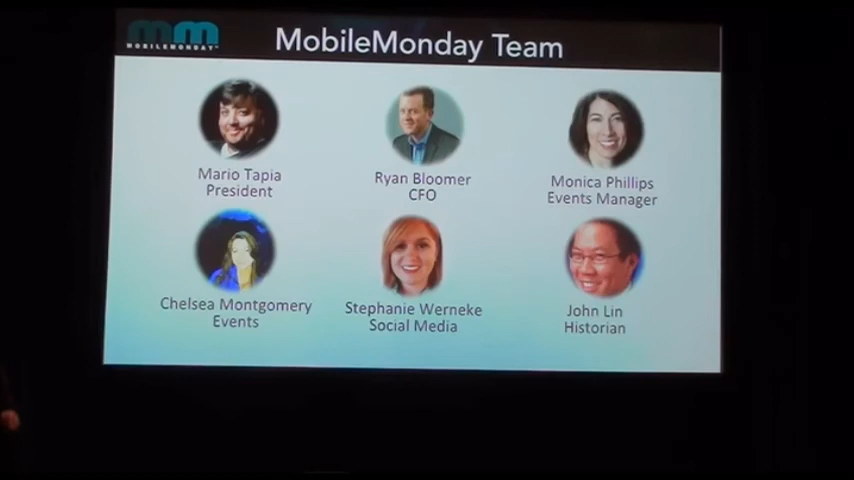 mm
MOBILEMONDAY
MobileMonday Team
Mario Tapia
President
Ryan Bloomer
CFO
Monica Phillips
Events Manager
Chelsea Montgomery
Events
Stephanie Werneke
Social Media
John Lin
Historian